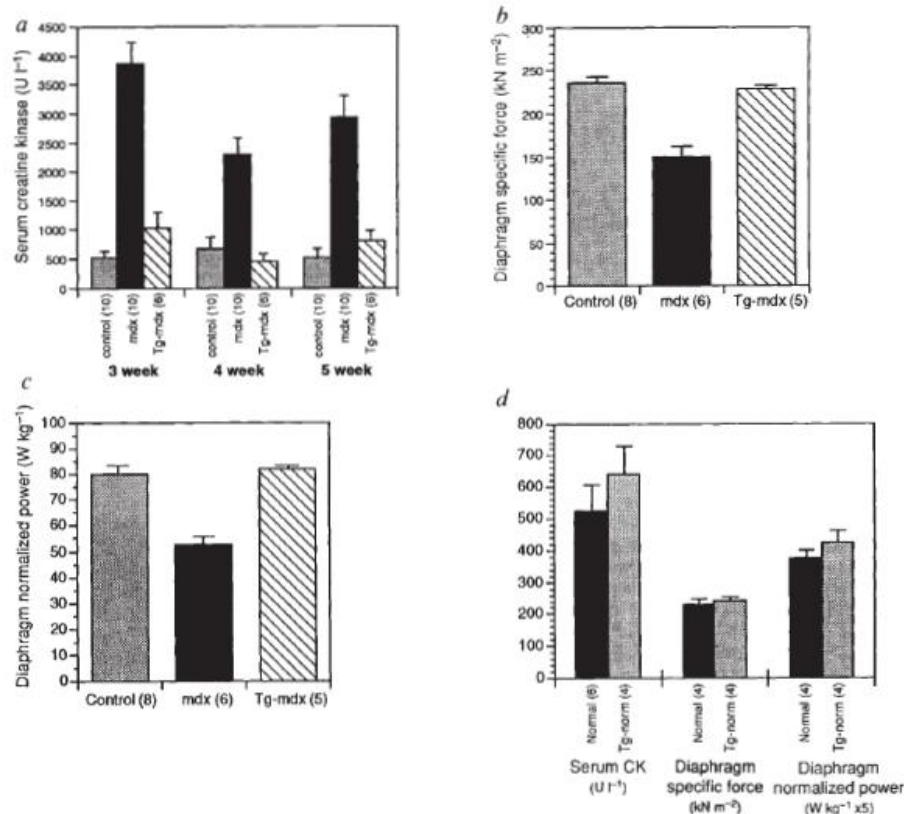 a
Serum creatine kinase (U l⁻¹)
4500
4000
3500
3000
2500
2000
1500
1000
500
0
control (10)
mdx (10)
Tg-mdx (6)
control (10)
mdx (10)
Tg-mdx (6)
control (10)
mdx (10)
Tg-mdx (6)
3 week
4 week
5 week
b
Diaphragm specific force (kN m⁻²)
300
250
200
150
100
50
0
Control (8)
mdx (6)
Tg-mdx (5)
c
Diaphragm normalized power (W kg⁻¹)
100
90
80
70
60
50
40
30
20
10
0
Control (8)
mdx (6)
Tg-mdx (5)
d
800
700
600
500
400
300
200
100
0
Normal (6)
Tg-norm (4)
Normal (4)
Tg-norm (4)
Normal (4)
Tg-norm (4)
Serum CK
(U l⁻¹)
Diaphragm
specific force
(kN m⁻²)
Diaphragm
normalized power
(W kg⁻¹ x5)